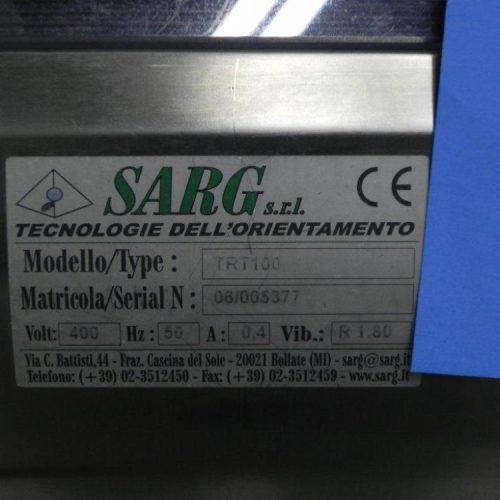 SARG s.r.l. CE
TECNOLOGIE DELL'ORIENTAMENTO
Modello/Type : TRT100
Matricola/Serial N : 06/005377
Volt: 400 Hz : 50 A : 0,4 Vib.: R 1.80
Via C. Battisti,44 - Fraz. Cascina del Sole - 20021 Bollate (MI) - sarg@sarg.it
Telefono: (+39) 02-3512450 - Fax: (+39) 02-3512459 - www.sarg.it